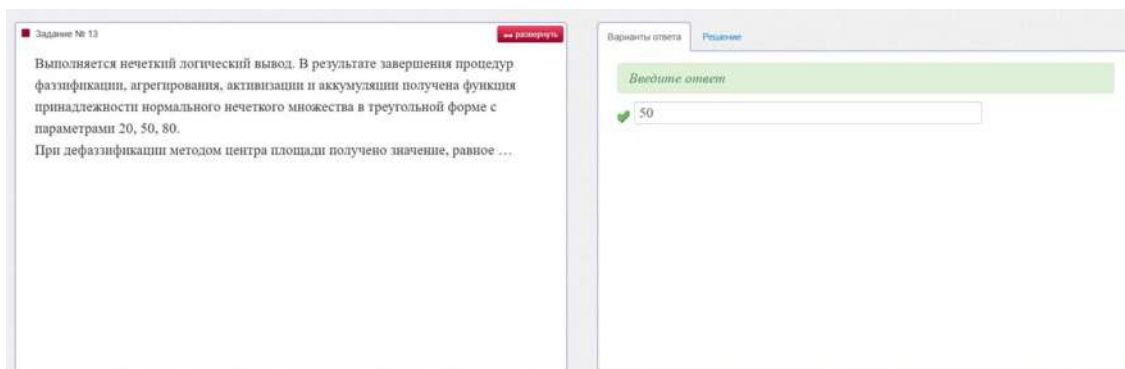 Задание № 13
развернуть
Выполняется нечеткий логический вывод. В результате завершения процедур
фаззификации, агрегирования, активизации и аккумуляции получена функция
принадлежности нормального нечеткого множества в треугольной форме с
параметрами 20, 50, 80.
При дефаззификации методом центра площади получено значение, равное …
Варианты ответа
Решение
Введите ответ
50